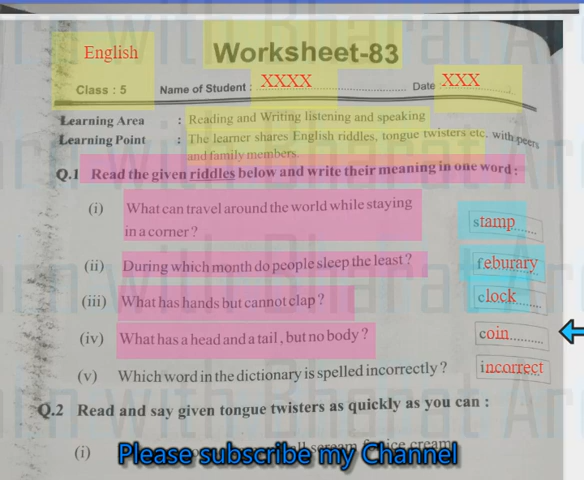 English
Worksheet-83
Class : 5 Name of Student : XXXX Date XXX
Learning Area : Reading and Writing listening and speaking
Learning Point : The learner shares English riddles, tongue twisters etc. with peers
and family members.
Q.1 Read the given riddles below and write their meaning in one word :
(i) What can travel around the world while staying
in a corner ? stamp
(ii) During which month do people sleep the least ? feburary
(iii) What has hands but cannot clap ? clock
(iv) What has a head and a tail , but no body ? coin
(v) Which word in the dictionary is spelled incorrectly ? incorrect
Q.2 Read and say given tongue twisters as quickly as you can :
(i) scream ice cream
Please subscribe my Channel